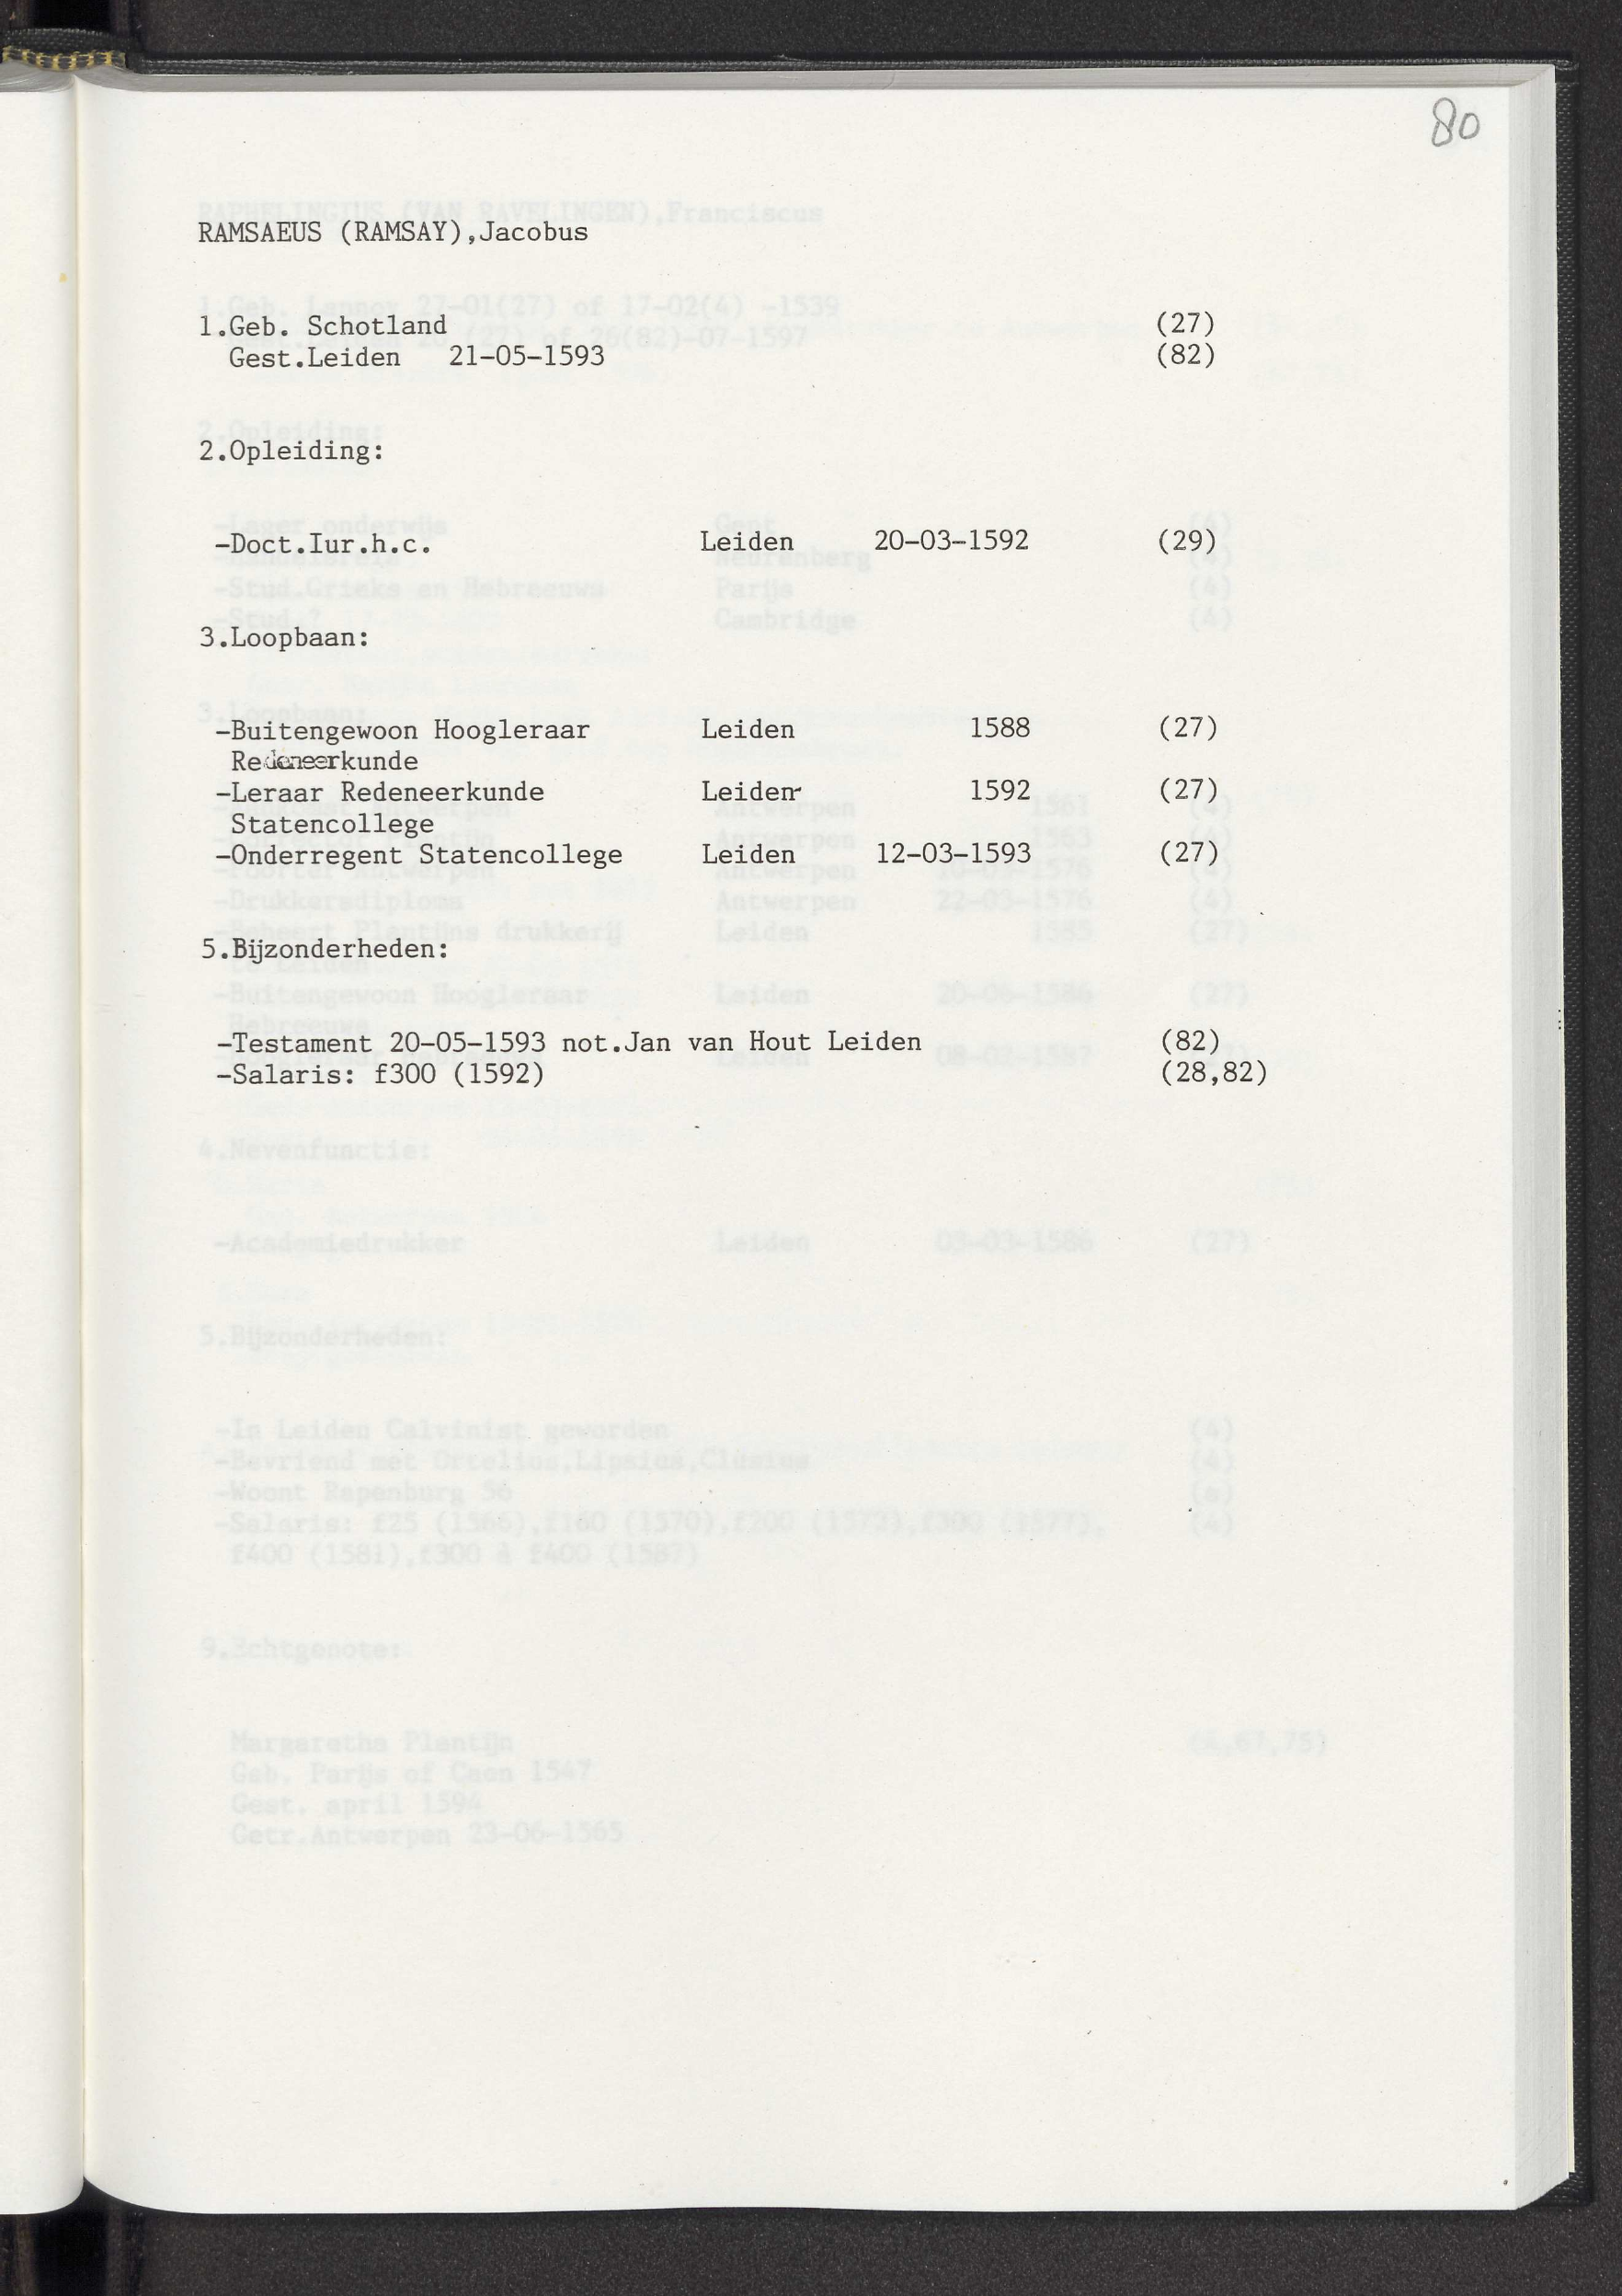 80
RAMSAEUS (RAMSAY),Jacobus
1.Geb. Schotland (27)
Gest.Leiden 21-05-1593 (82)
2.Opleiding:
-Doct.Iur.h.c. Leiden 20-03-1592 (29)
3.Loopbaan:
-Buitengewoon Hoogleraar Leiden 1588 (27)
Redeneerkunde
-Leraar Redeneerkunde Leiden 1592 (27)
Statencollege
-Onderregent Statencollege Leiden 12-03-1593 (27)
5.Bijzonderheden:
-Testament 20-05-1593 not.Jan van Hout Leiden (82)
-Salaris: f300 (1592) (28,82)